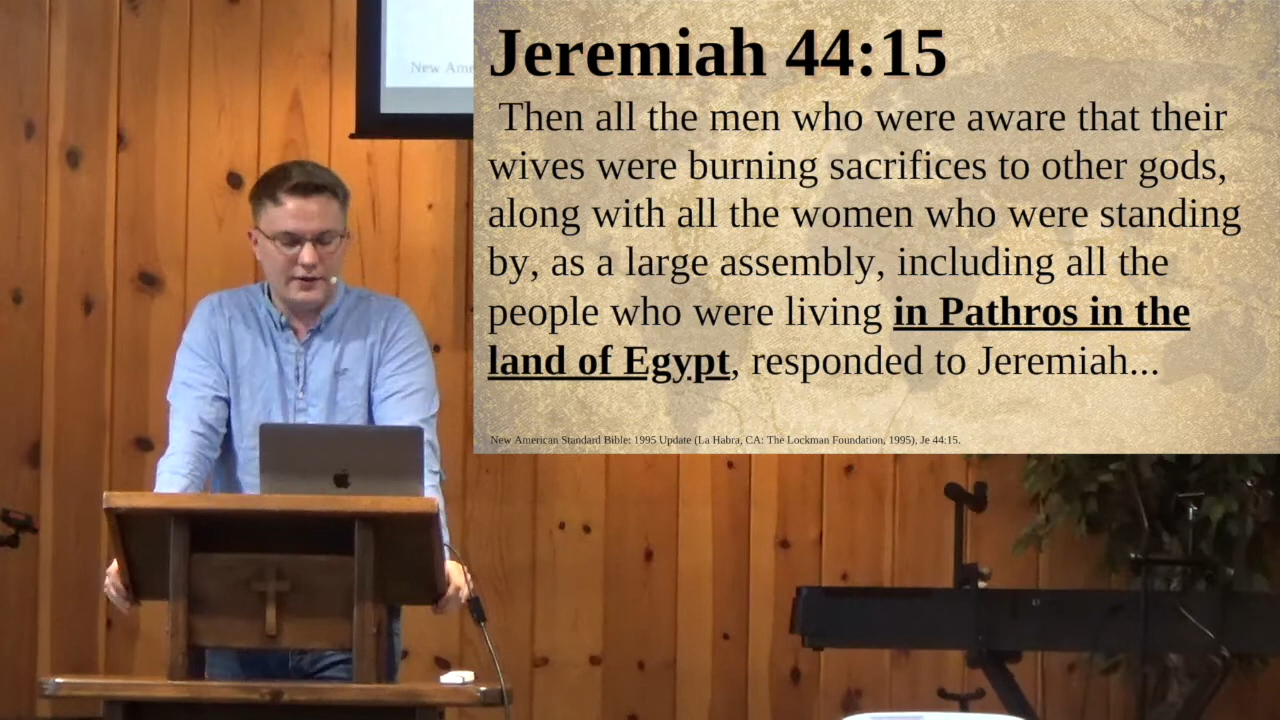 New Ame
Jeremiah 44:15
Then all the men who were aware that their
wives were burning sacrifices to other gods,
along with all the women who were standing
by, as a large assembly, including all the
people who were living in Pathros in the
land of Egypt, responded to Jeremiah...
New American Standard Bible: 1995 Update (La Habra, CA: The Lockman Foundation, 1995), Je 44:15.